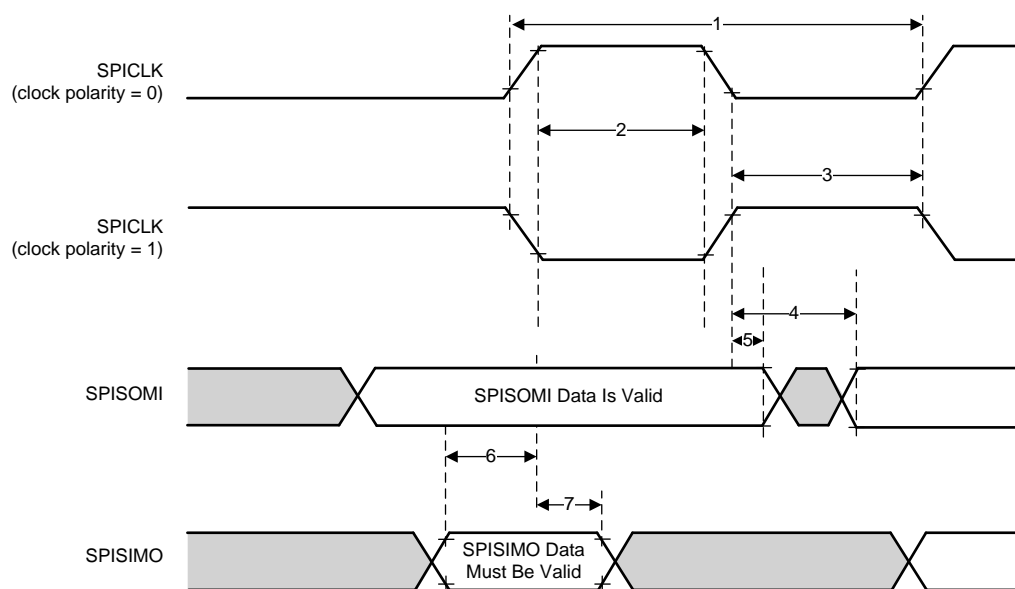 1
SPICLK
(clock polarity = 0)
2
3
SPICLK
(clock polarity = 1)
4
5
SPISOMI
SPISOMI Data Is Valid
6
7
SPISIMO
SPISIMO Data
Must Be Valid